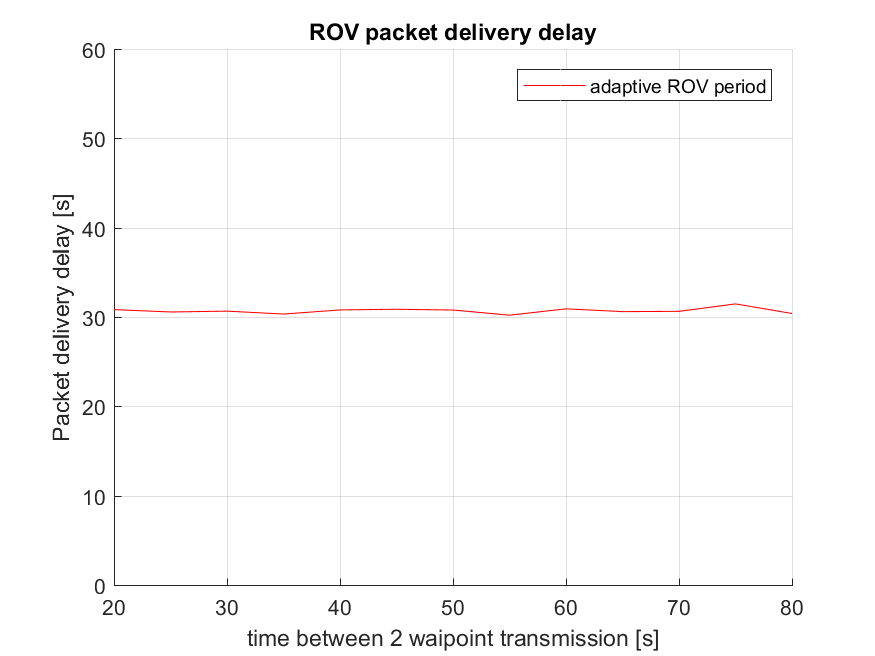 ROV packet delivery delay
adaptive ROV period
Packet delivery delay [s]
60
50
40
30
20
10
0
20 30 40 50 60 70 80
time between 2 waipoint transmission [s]